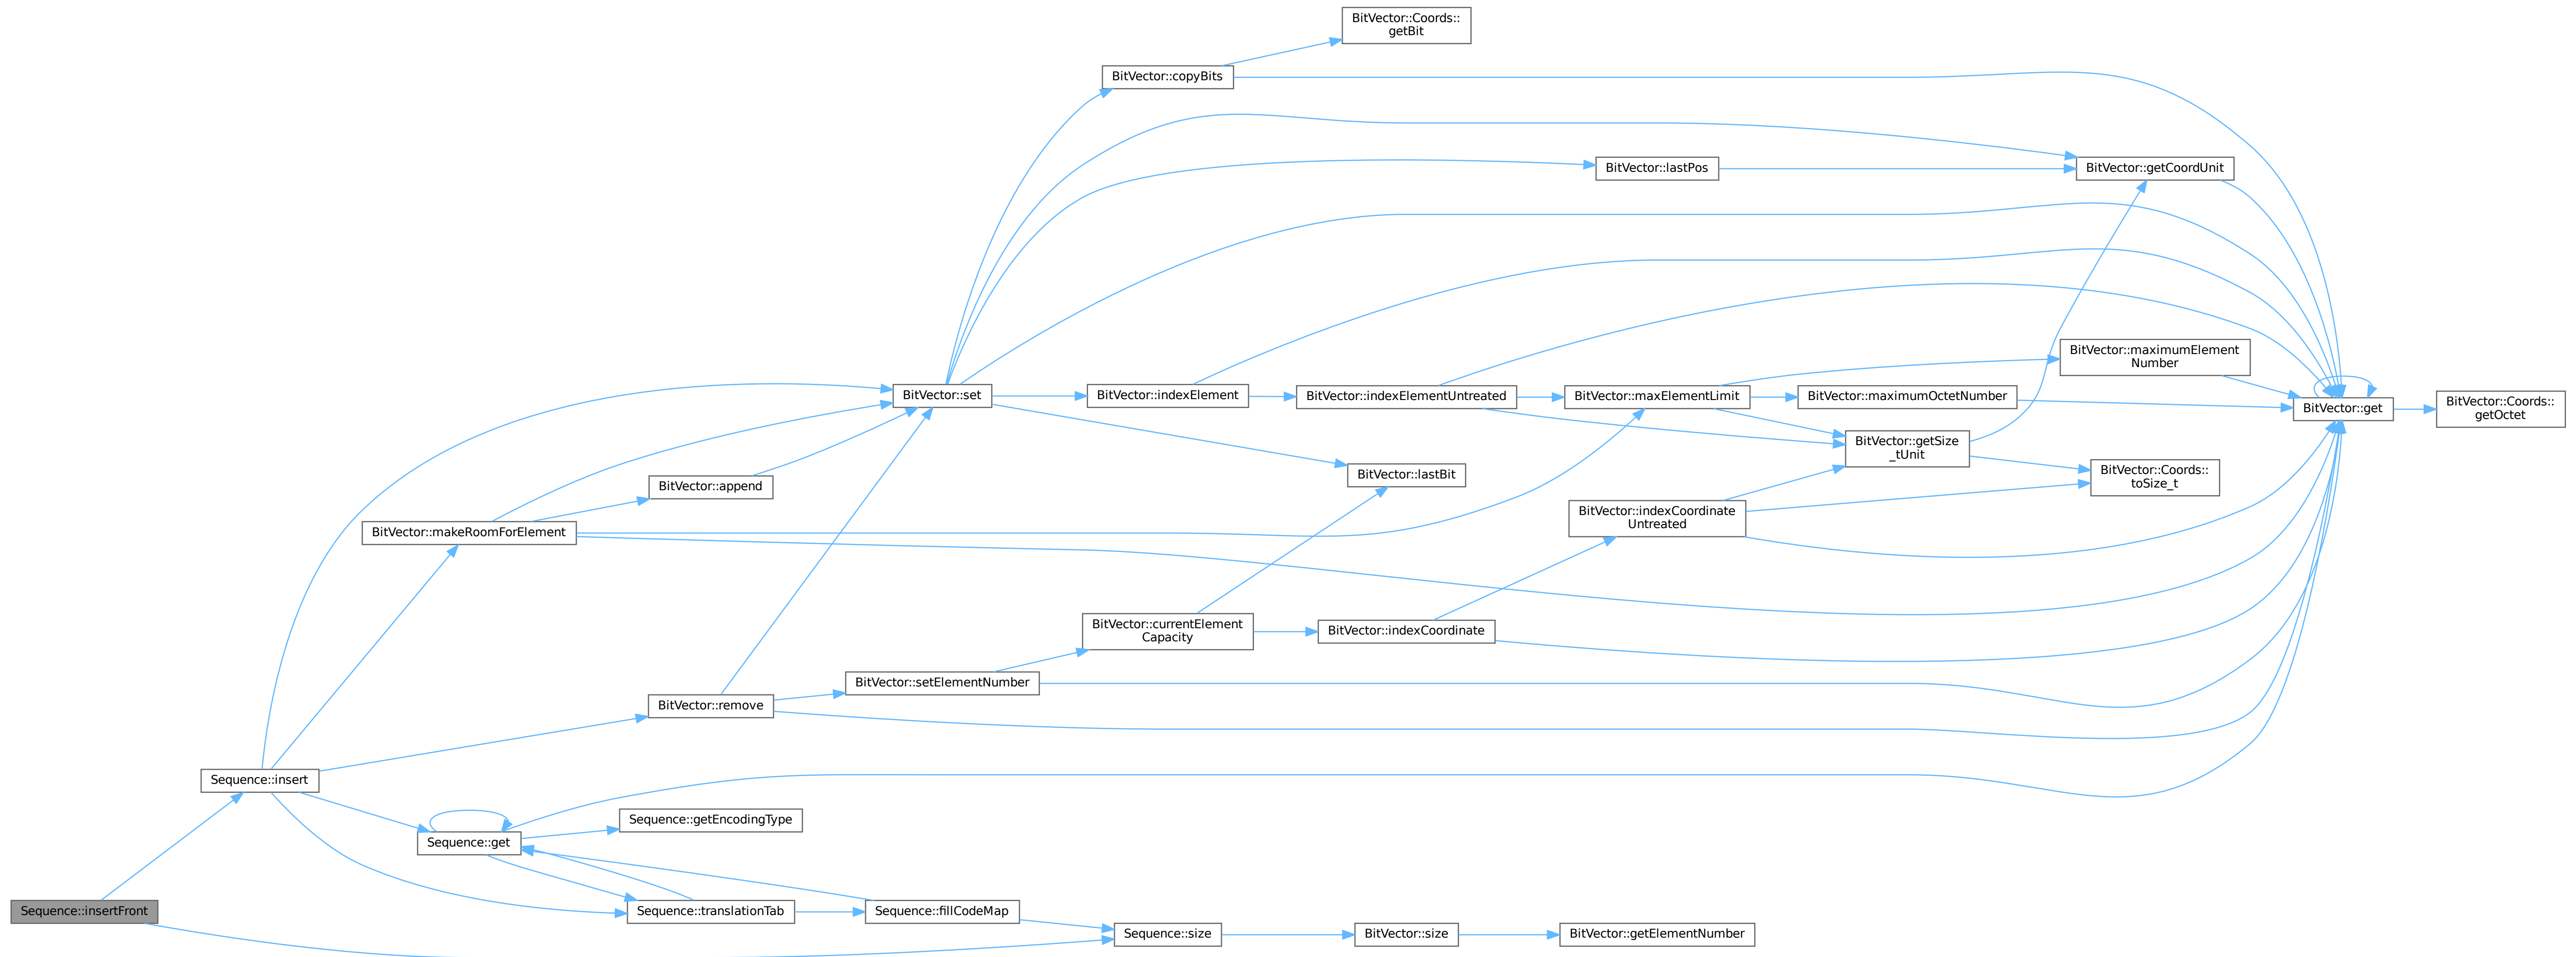 BitVector::Coords::
getBit
BitVector::copyBits
BitVector::lastPos
BitVector::getCoordUnit
BitVector::maximumElement
Number
BitVector::set
BitVector::indexElement
BitVector::indexElementUntreated
BitVector::maxElementLimit
BitVector::maximumOctetNumber
BitVector::get
BitVector::Coords::
getOctet
BitVector::getSize
_tUnit
BitVector::lastBit
BitVector::Coords::
toSize_t
BitVector::append
BitVector::indexCoordinate
Untreated
BitVector::makeRoomForElement
BitVector::currentElement
Capacity
BitVector::indexCoordinate
BitVector::setElementNumber
BitVector::remove
Sequence::insert
Sequence::getEncodingType
Sequence::get
Sequence::insertFront
Sequence::translationTab
Sequence::fillCodeMap
Sequence::size
BitVector::size
BitVector::getElementNumber